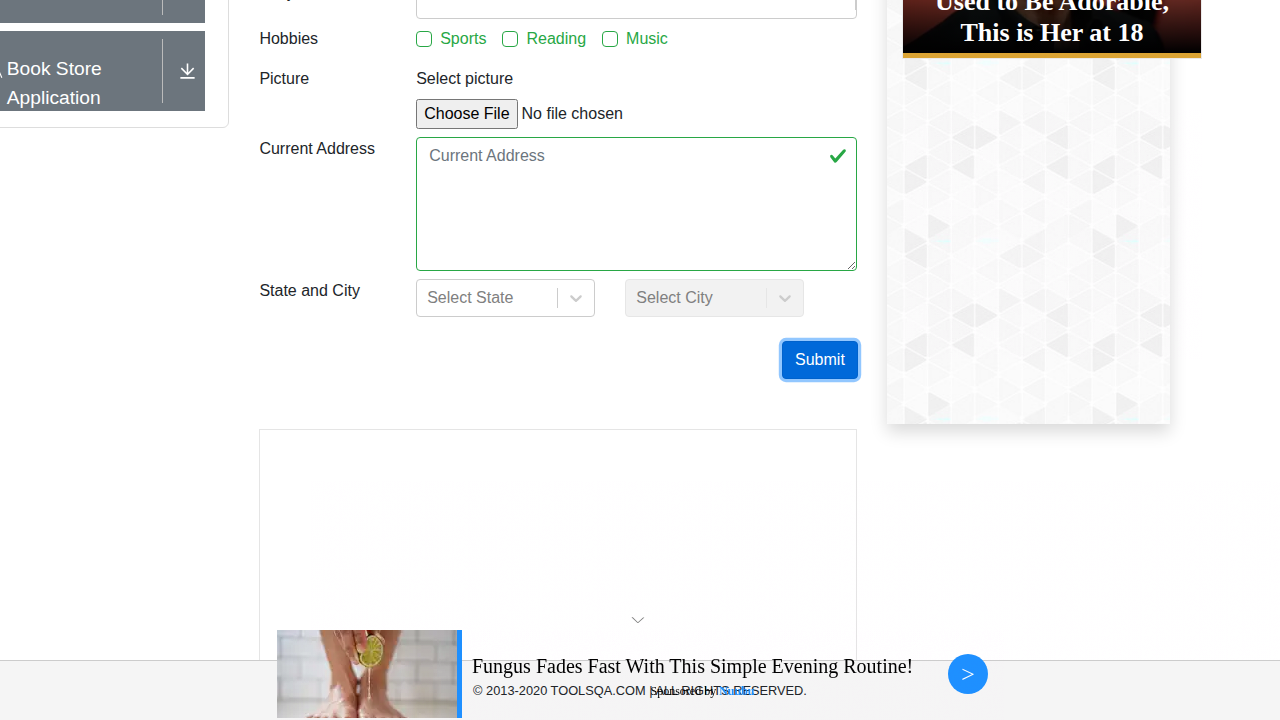 Used to Be Adorable,
This is Her at 18
Book Store
Application
Hobbies
Sports
Reading
Music
Picture
Select picture
Choose File
No file chosen
Current Address
Current Address
State and City
Select State
Select City
Submit
Fungus Fades Fast With This Simple Evening Routine!
© 2013-2020 TOOLSQA.COM | ALL RIGHTS RESERVED.
Sponsored by
>